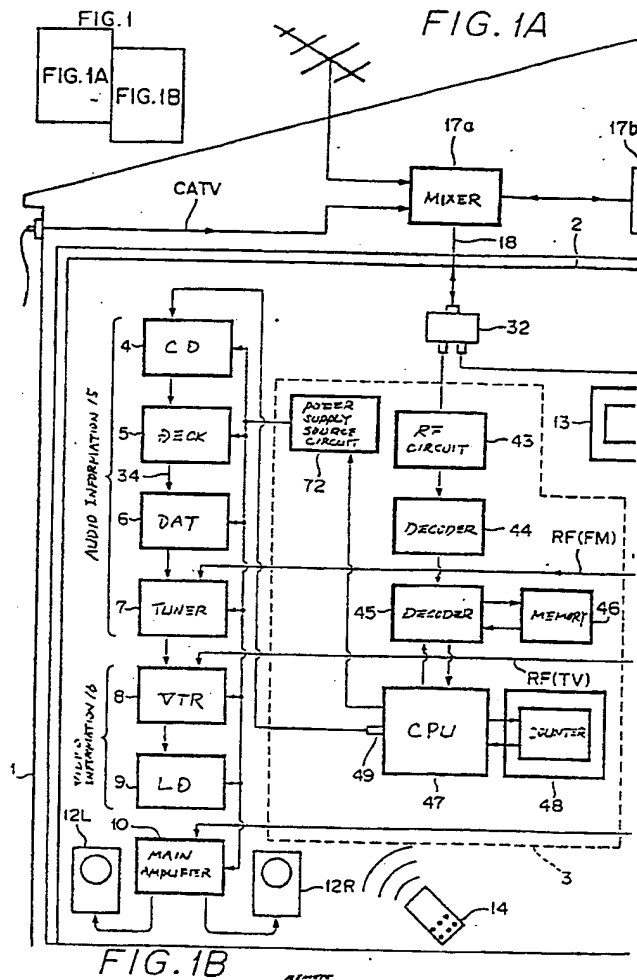 FIG. 1
FIG. 1A
FIG. 1A
FIG. 1B
17a
17b
MIXER
CATV
18
2
32
4
CD
5
DECK
34
6
DAT
7
TUNER
AUDIO INFORMATION 15
POWER
SUPPLY
SOURCE
CIRCUIT
72
RF
CIRCUIT
43
13
DECODER
44
RF(FM)
45
DECODER
MEMORY
46
RF(TV)
8
VTR
9
LD
VIDEO
INFORMATION 16
CPU
49
47
COUNTER
48
1
12L
10
MAIN
AMPLIFIER
12R
3
14
FIG. 1B
REMOTE